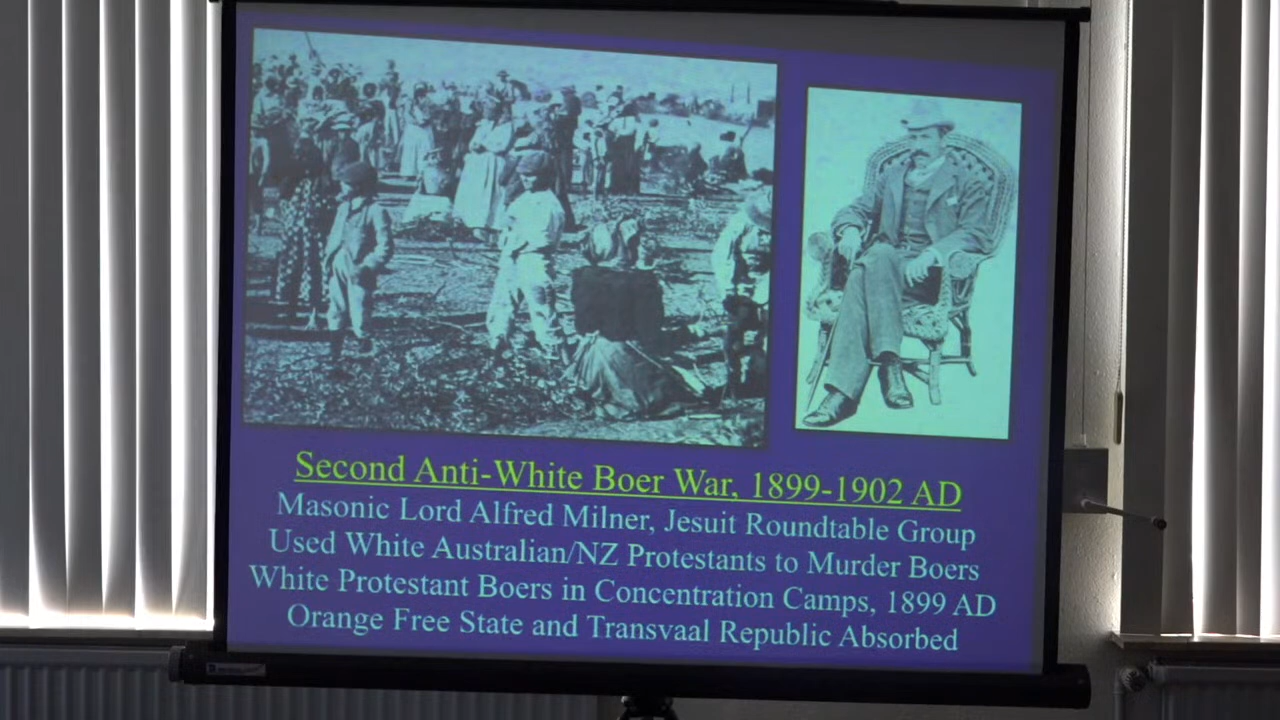 Second Anti-White Boer War, 1899-1902 AD
Masonic Lord Alfred Milner, Jesuit Roundtable Group
Used White Australian/NZ Protestants to Murder Boers
White Protestant Boers in Concentration Camps, 1899 AD
Orange Free State and Transvaal Republic Absorbed